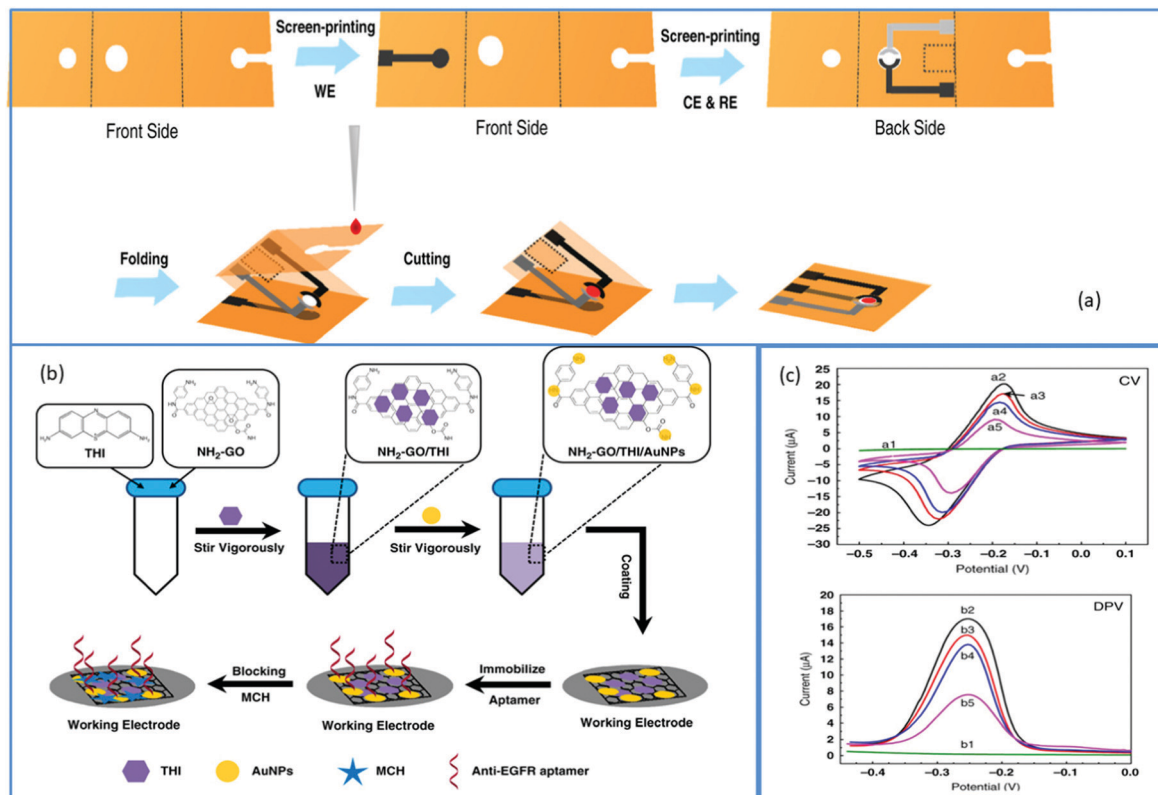 Screen-printing
WE
Screen-printing
CE & RE
Front Side
Front Side
Back Side
Folding
Cutting
(a)
(b)
THI
NH₂-GO
NH₂-GO/THI
NH₂-GO/THI/AuNPs
Stir Vigorously
Stir Vigorously
Coating
Blocking
MCH
Immobilize
Aptamer
Working Electrode
Working Electrode
Working Electrode
THI
AuNPs
MCH
Anti-EGFR aptamer
(c)
CV
25
20
15
10
5
0
−5
−10
−15
−20
−25
−30
Current (μA)
a2
a3
a4
a5
a1
−0.5
−0.4
−0.3
−0.2
−0.1
0.0
0.1
Potential (V)
DPV
20
18
16
14
12
10
8
6
4
2
0
Current (μA)
b2
b3
b4
b5
b1
−0.4
−0.3
−0.2
−0.1
0.0
Potential (V)